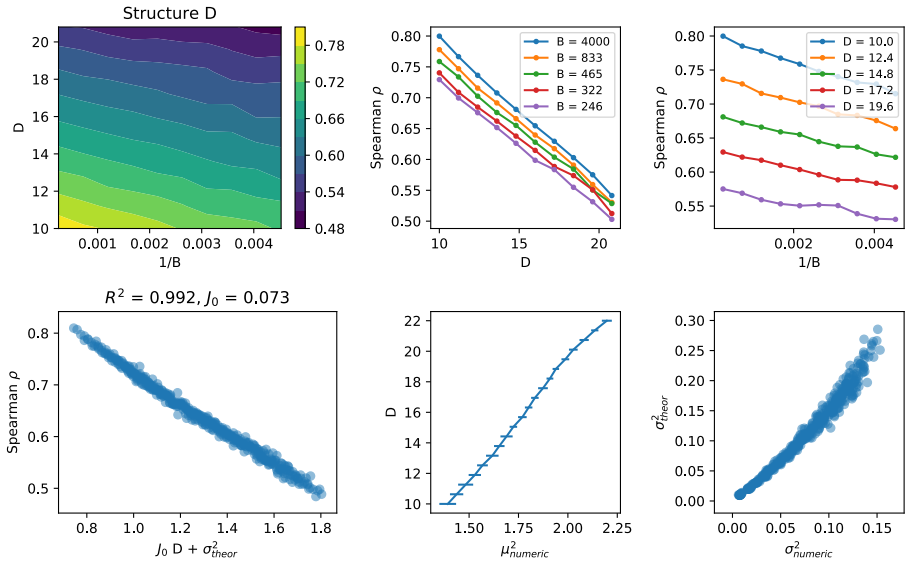 Structure D
20
18
16
14
12
10
D
0.001 0.002 0.003 0.004
1/B
0.78
0.72
0.66
0.60
0.54
0.48
0.80
0.75
0.70
0.65
0.60
0.55
0.50
Spearman ρ
B = 4000
B = 833
B = 465
B = 322
B = 246
10 15 20
D
0.80
0.75
0.70
0.65
0.60
0.55
Spearman ρ
D = 10.0
D = 12.4
D = 14.8
D = 17.2
D = 19.6
0.002 0.004
1/B
R² = 0.992, J₀ = 0.073
0.8
0.7
0.6
0.5
Spearman ρ
0.8 1.0 1.2 1.4 1.6 1.8
J₀ D + σ²theor
22
20
18
16
14
12
10
D
1.50 1.75 2.00 2.25
μ²numeric
0.30
0.25
0.20
0.15
0.10
0.05
0.00
σ²theor
0.00 0.05 0.10 0.15
σ²numeric